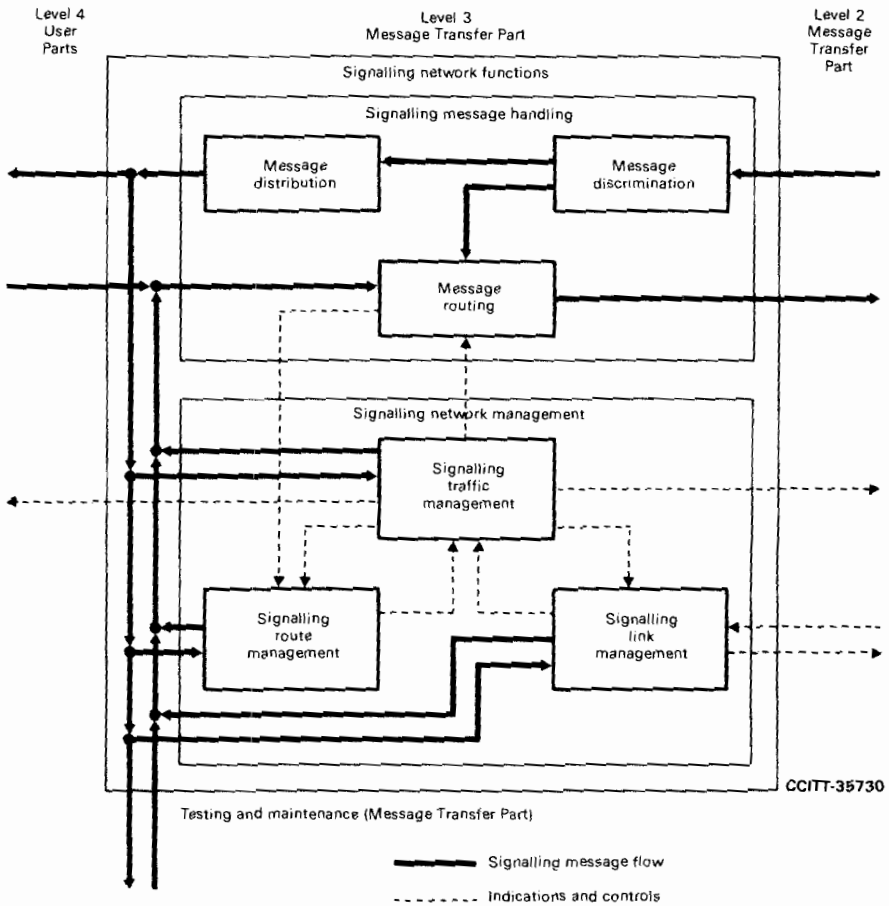 Level 4
User
Parts
Level 3
Message Transfer Part
Level 2
Message
Transfer
Part
Signalling network functions
Signalling message handling
Message
distribution
Message
discrimination
Message
routing
Signalling network management
Signalling
traffic
management
Signalling
route
management
Signalling
link
management
CCITT-35730
Testing and maintenance (Message Transfer Part)
Signalling message flow
Indications and controls